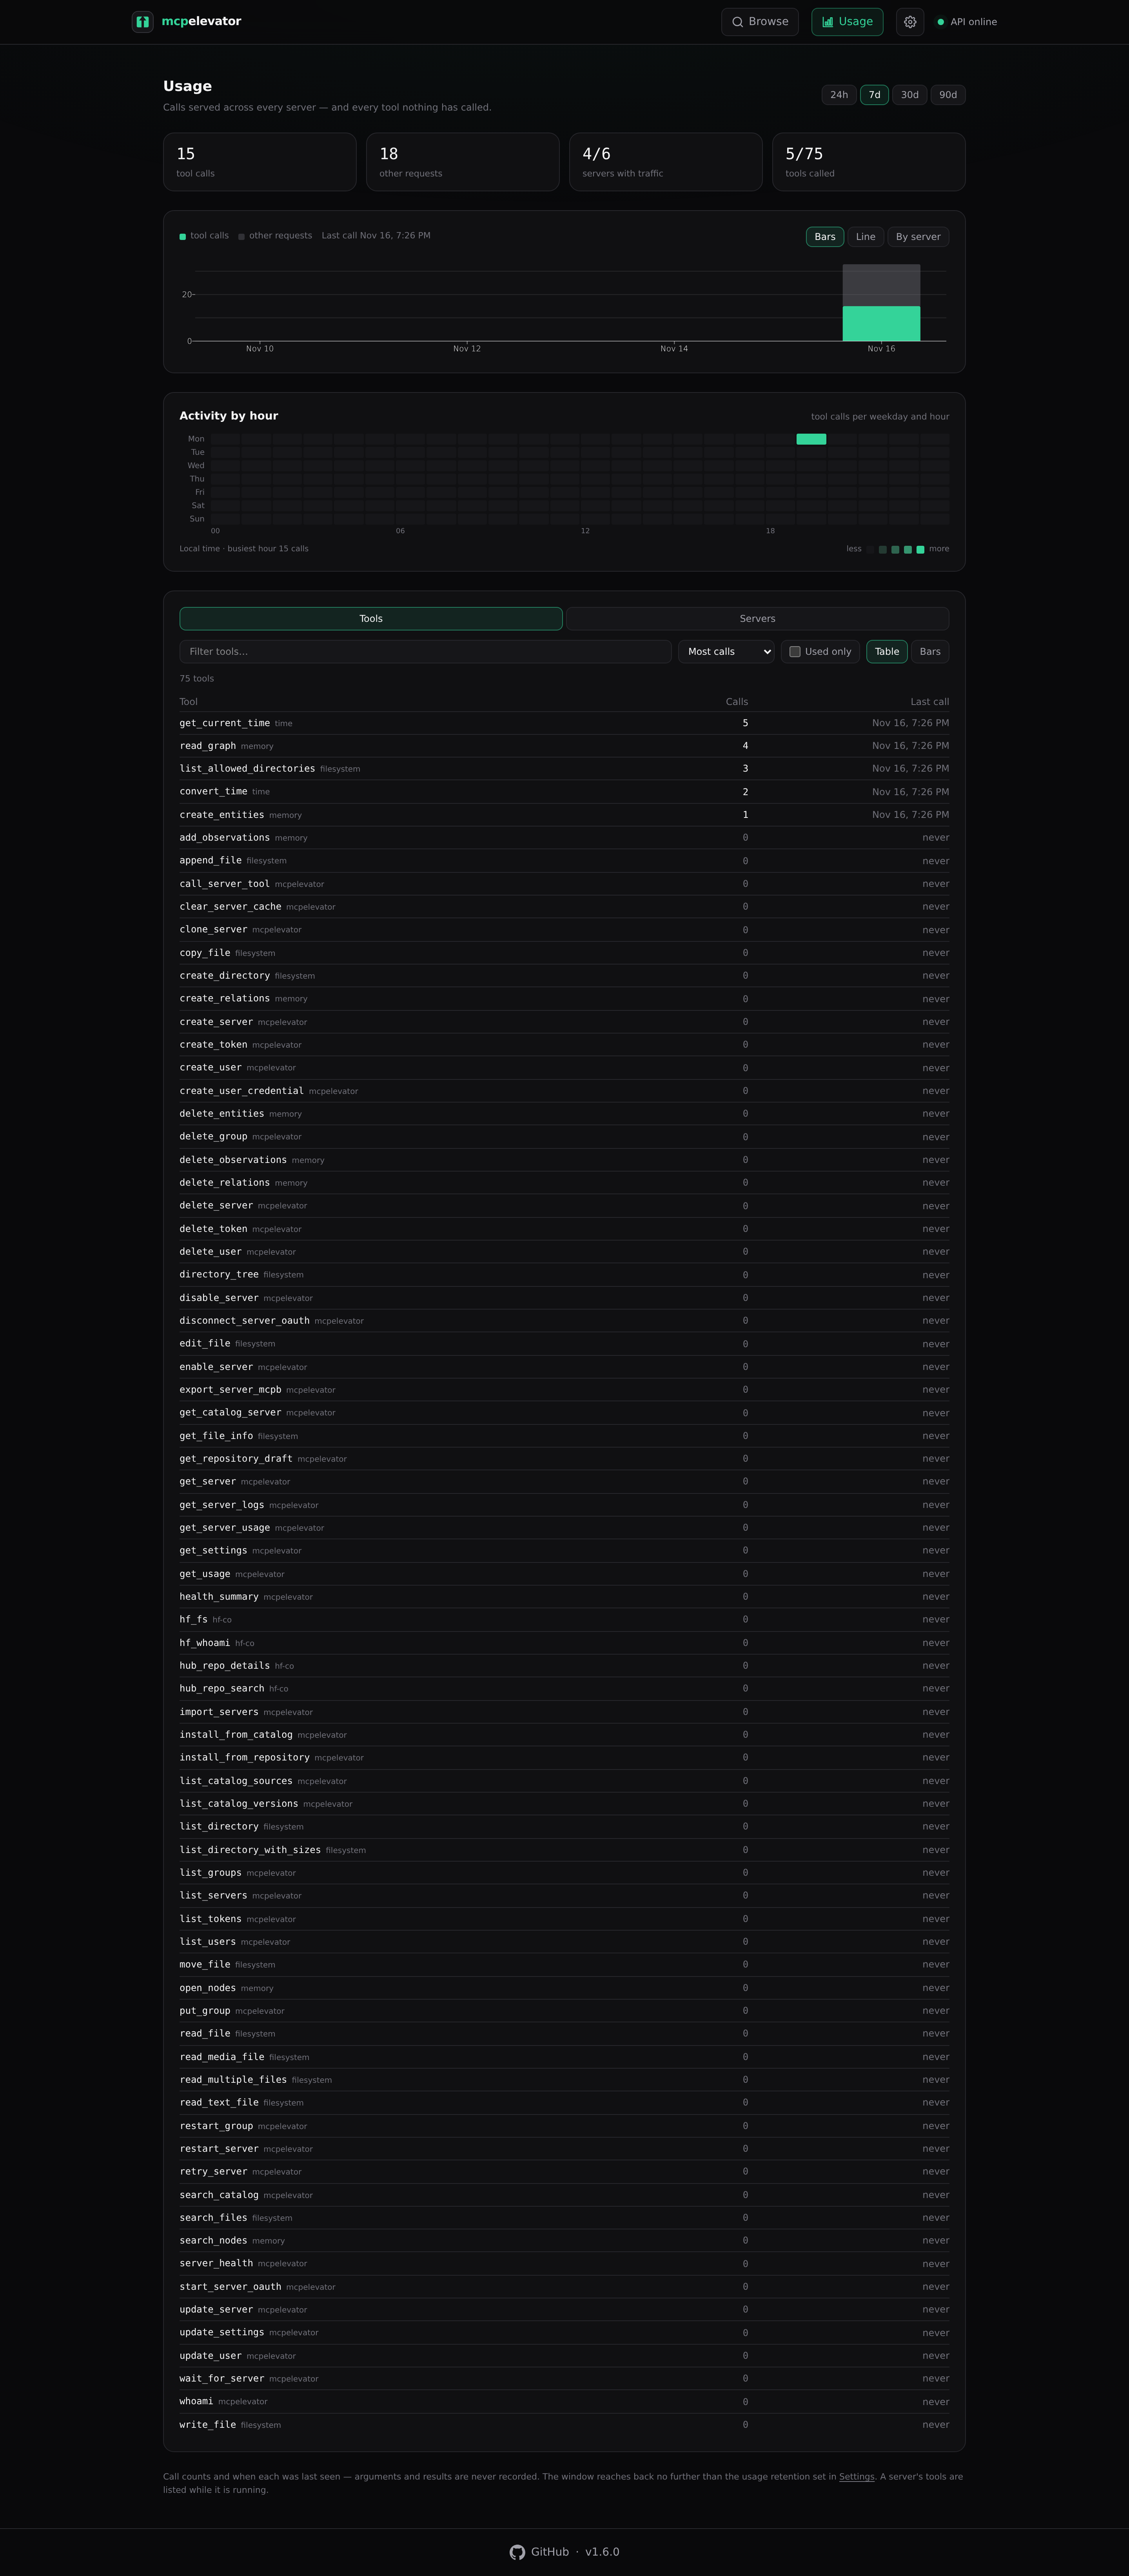 mcpelevator
Browse
Usage
API online
Usage
24h 7d 30d 90d
Calls served across every server — and every tool nothing has called.
15
tool calls
18
other requests
4/6
servers with traffic
5/75
tools called
tool calls other requests Last call Nov 16, 7:26 PM
Bars Line By server
20
0
Nov 10 Nov 12 Nov 14 Nov 16
Activity by hour
tool calls per weekday and hour
Mon
Tue
Wed
Thu
Fri
Sat
Sun
00 06 12 18
Local time · busiest hour 15 calls
less more
Tools Servers
Filter tools... Most calls Used only Table Bars
75 tools
Tool Calls Last call
get_current_time time 5 Nov 16, 7:26 PM
read_graph memory 4 Nov 16, 7:26 PM
list_allowed_directories filesystem 3 Nov 16, 7:26 PM
convert_time time 2 Nov 16, 7:26 PM
create_entities memory 1 Nov 16, 7:26 PM
add_observations memory 0 never
append_file filesystem 0 never
call_server_tool mcpelevator 0 never
clear_server_cache mcpelevator 0 never
clone_server mcpelevator 0 never
copy_file filesystem 0 never
create_directory filesystem 0 never
create_relations memory 0 never
create_server mcpelevator 0 never
create_token mcpelevator 0 never
create_user mcpelevator 0 never
create_user_credential mcpelevator 0 never
delete_entities memory 0 never
delete_group mcpelevator 0 never
delete_observations memory 0 never
delete_relations memory 0 never
delete_server mcpelevator 0 never
delete_token mcpelevator 0 never
delete_user mcpelevator 0 never
directory_tree filesystem 0 never
disable_server mcpelevator 0 never
disconnect_server_oauth mcpelevator 0 never
edit_file filesystem 0 never
enable_server mcpelevator 0 never
export_server_mcpb mcpelevator 0 never
get_catalog_server mcpelevator 0 never
get_file_info filesystem 0 never
get_repository_draft mcpelevator 0 never
get_server mcpelevator 0 never
get_server_logs mcpelevator 0 never
get_server_usage mcpelevator 0 never
get_settings mcpelevator 0 never
get_usage mcpelevator 0 never
health_summary mcpelevator 0 never
hf_fs hf-co 0 never
hf_whoami hf-co 0 never
hub_repo_details hf-co 0 never
hub_repo_search hf-co 0 never
import_servers mcpelevator 0 never
install_from_catalog mcpelevator 0 never
install_from_repository mcpelevator 0 never
list_catalog_sources mcpelevator 0 never
list_catalog_versions mcpelevator 0 never
list_directory filesystem 0 never
list_directory_with_sizes filesystem 0 never
list_groups mcpelevator 0 never
list_servers mcpelevator 0 never
list_tokens mcpelevator 0 never
list_users mcpelevator 0 never
move_file filesystem 0 never
open_nodes memory 0 never
put_group mcpelevator 0 never
read_file filesystem 0 never
read_media_file filesystem 0 never
read_multiple_files filesystem 0 never
read_text_file filesystem 0 never
restart_group mcpelevator 0 never
restart_server mcpelevator 0 never
retry_server mcpelevator 0 never
search_catalog mcpelevator 0 never
search_files filesystem 0 never
search_nodes memory 0 never
server_health mcpelevator 0 never
start_server_oauth mcpelevator 0 never
update_server mcpelevator 0 never
update_settings mcpelevator 0 never
update_user mcpelevator 0 never
wait_for_server mcpelevator 0 never
whoami mcpelevator 0 never
write_file filesystem 0 never
Call counts and when each was last seen — arguments and results are never recorded. The window reaches back no further than the usage retention set in Settings. A server's tools are
listed while it is running.
GitHub · v1.6.0